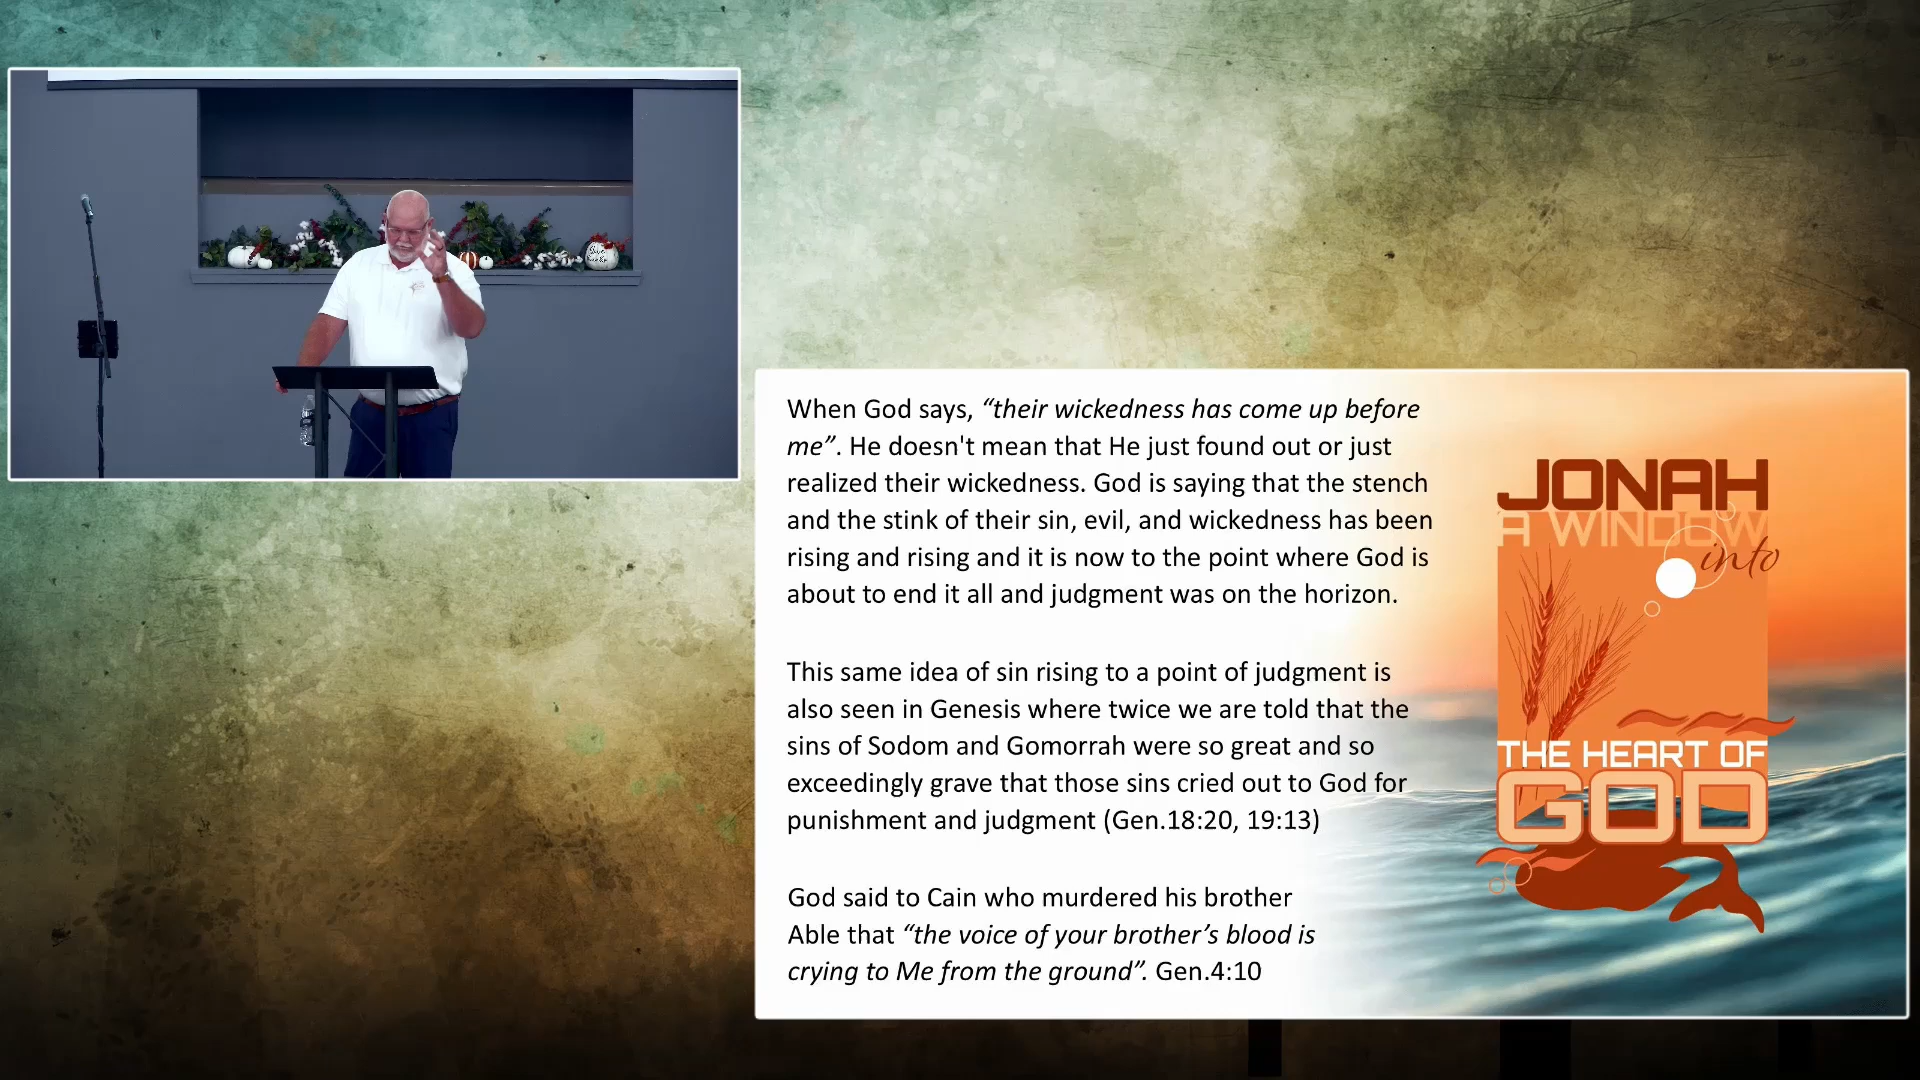 When God says, “their wickedness has come up before
me”. He doesn't mean that He just found out or just
realized their wickedness. God is saying that the stench
and the stink of their sin, evil, and wickedness has been
rising and rising and it is now to the point where God is
about to end it all and judgment was on the horizon.
This same idea of sin rising to a point of judgment is
also seen in Genesis where twice we are told that the
sins of Sodom and Gomorrah were so great and so
exceedingly grave that those sins cried out to God for
punishment and judgment (Gen.18:20, 19:13)
God said to Cain who murdered his brother
Able that “the voice of your brother’s blood is
crying to Me from the ground”. Gen.4:10
JONAH
A WINDOW
into
THE HEART OF
GOD